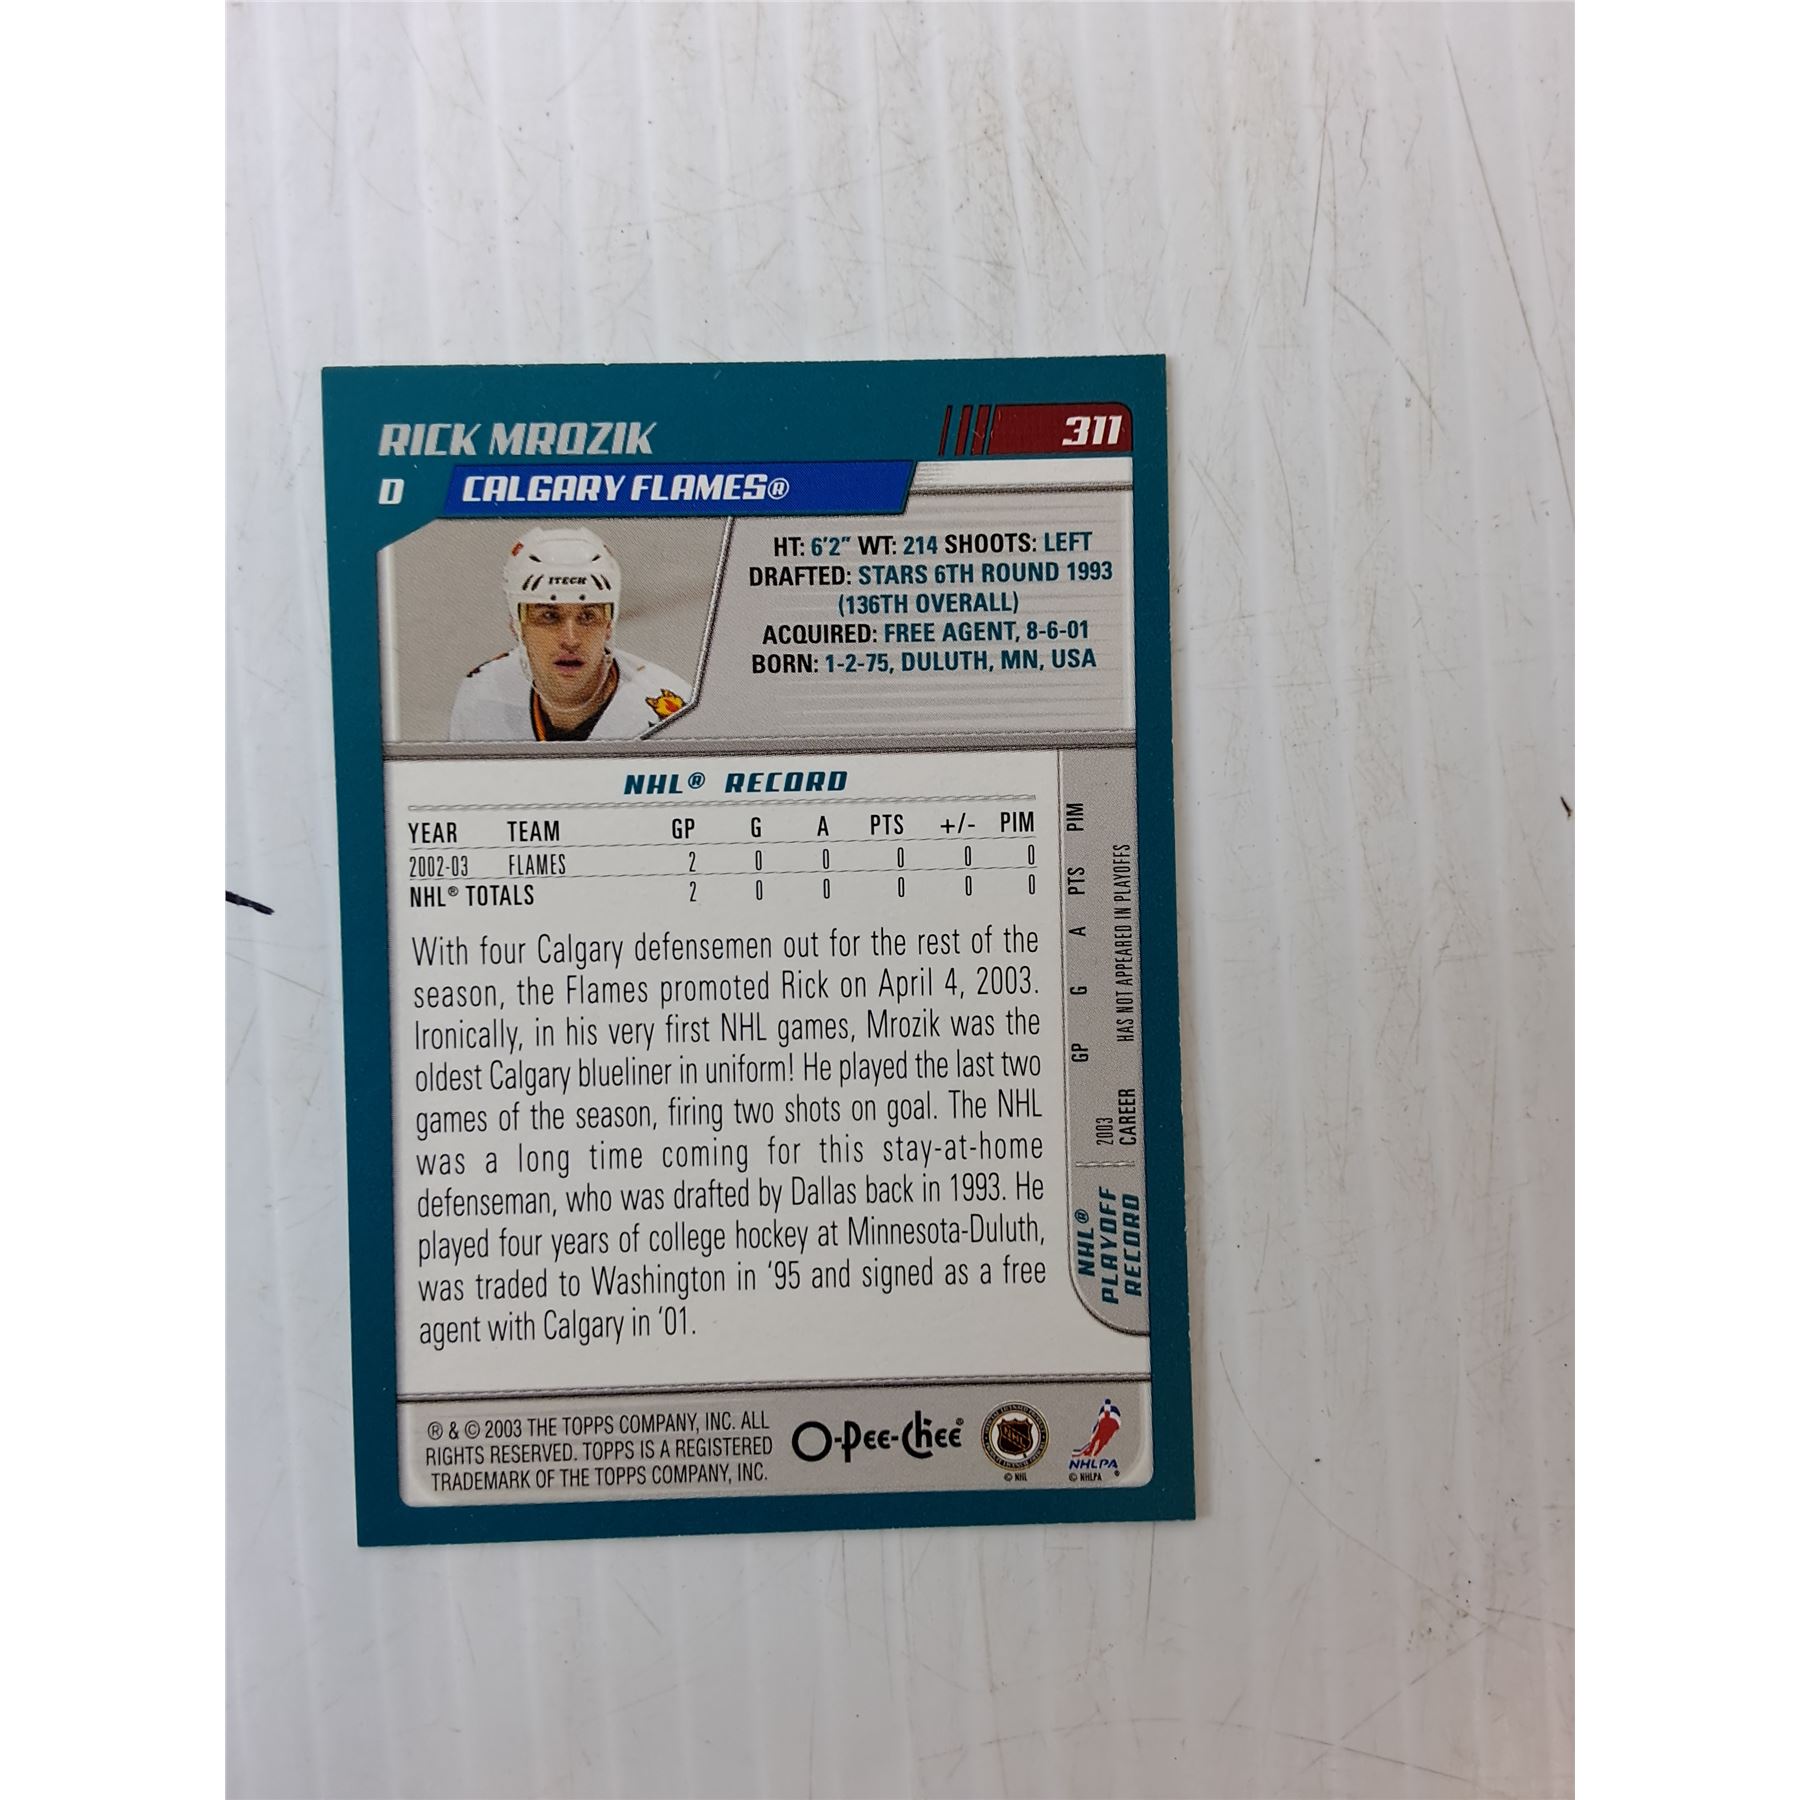 RICK MROZIK
311
D
CALGARY FLAMES®
ITECH
HT: 6'2" WT: 214 SHOOTS: LEFT
DRAFTED: STARS 6TH ROUND 1993
(136TH OVERALL)
ACQUIRED: FREE AGENT, 8-6-01
BORN: 1-2-75, DULUTH, MN, USA
NHL® RECORD
YEAR TEAM GP G A PTS +/- PIM
2002-03 FLAMES 2 0 0 0 0 0
NHL® TOTALS 2 0 0 0 0 0
With four Calgary defensemen out for the rest of the
season, the Flames promoted Rick on April 4, 2003.
Ironically, in his very first NHL games, Mrozik was the
oldest Calgary blueliner in uniform! He played the last two
games of the season, firing two shots on goal. The NHL
was a long time coming for this stay-at-home
defenseman, who was drafted by Dallas back in 1993. He
played four years of college hockey at Minnesota-Duluth,
was traded to Washington in '95 and signed as a free
agent with Calgary in '01.
NHL®
PLAYOFF
RECORD
GP G A PTS PIM
2003
CAREER HAS NOT APPEARED IN PLAYOFFS
® & © 2003 THE TOPPS COMPANY, INC. ALL
RIGHTS RESERVED. TOPPS IS A REGISTERED
TRADEMARK OF THE TOPPS COMPANY, INC.
O-Pee-Chee®
NHL
© NHL
NHLPA
© NHLPA ®